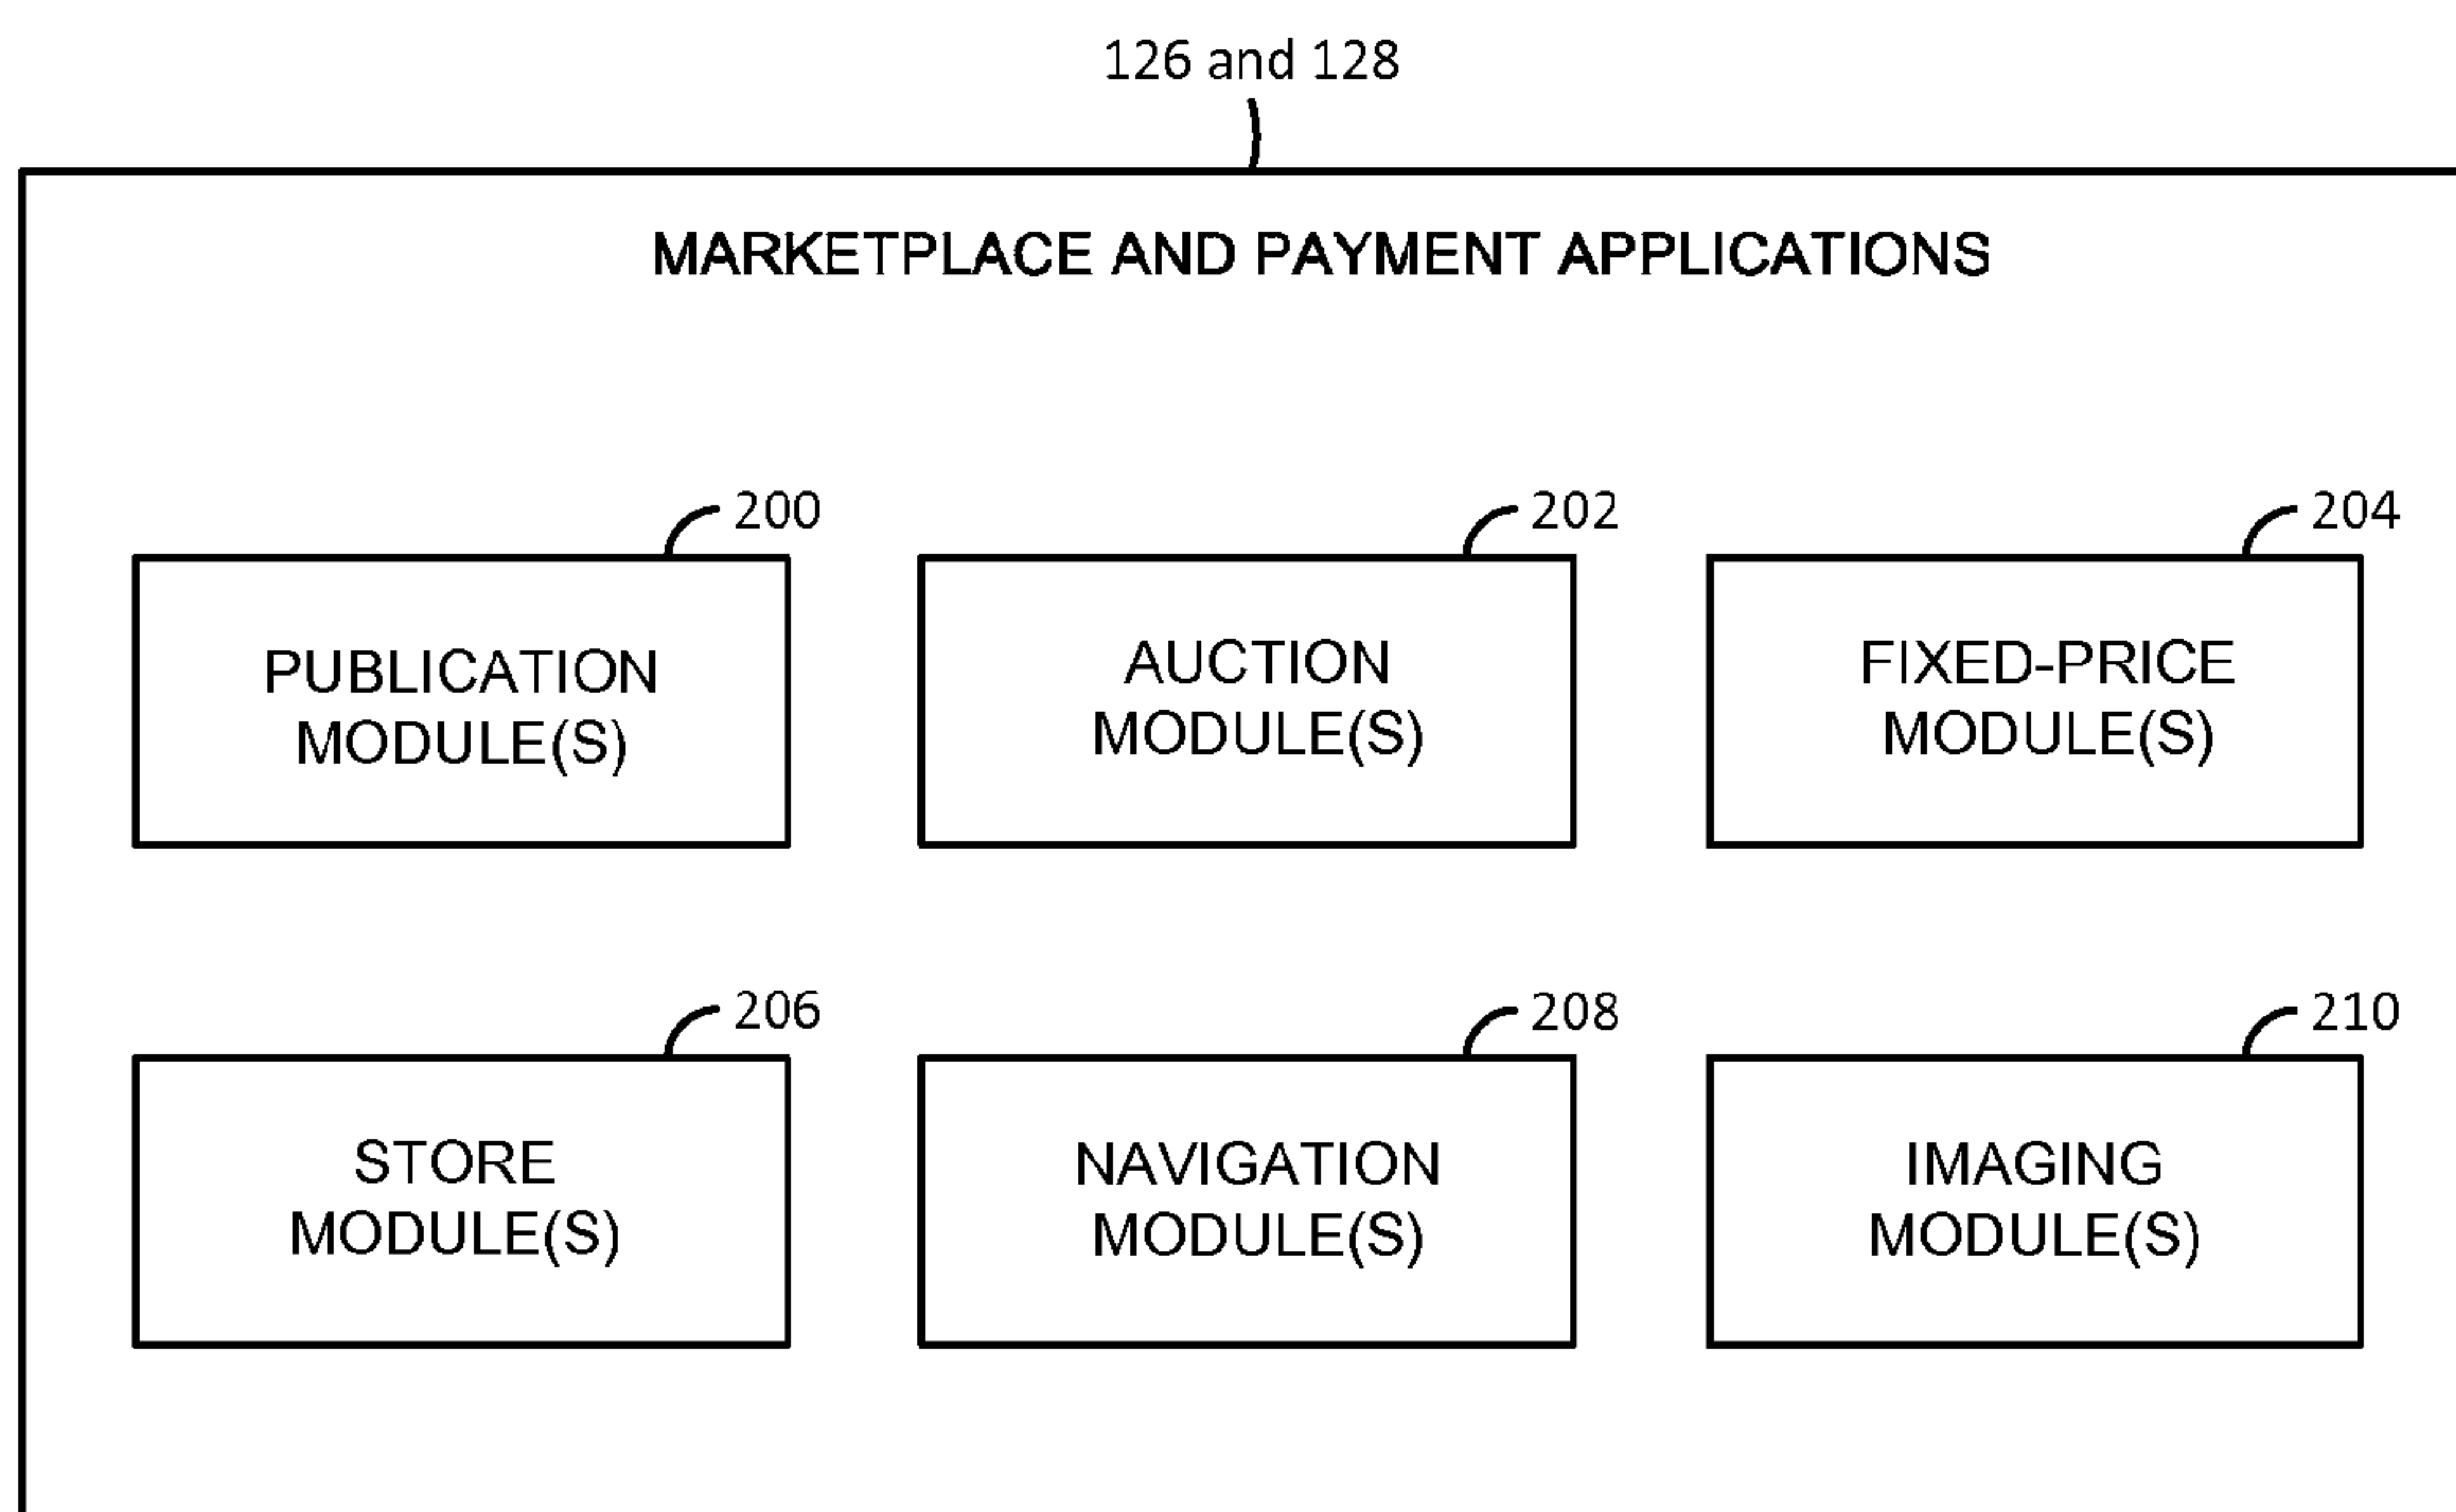 126 and 128
MARKETPLACE AND PAYMENT APPLICATIONS
200
202
204
PUBLICATION
MODULE(S)
AUCTION
MODULE(S)
FIXED-PRICE
MODULE(S)
206
208
210
STORE
MODULE(S)
NAVIGATION
MODULE(S)
IMAGING
MODULE(S)